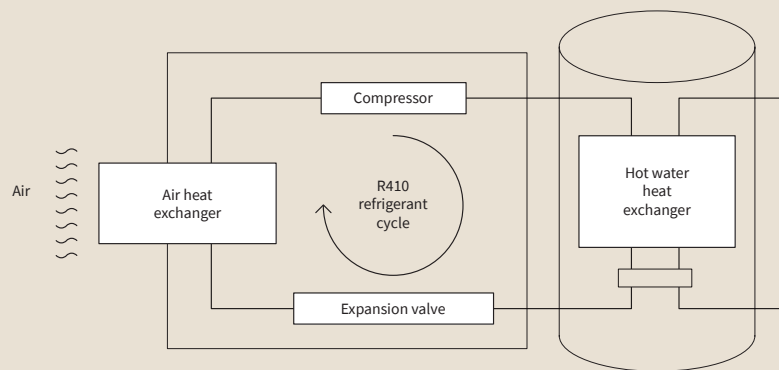 Compressor
Air
Air heat
exchanger
R410
refrigerant
cycle
Hot water
heat
exchanger
Expansion valve